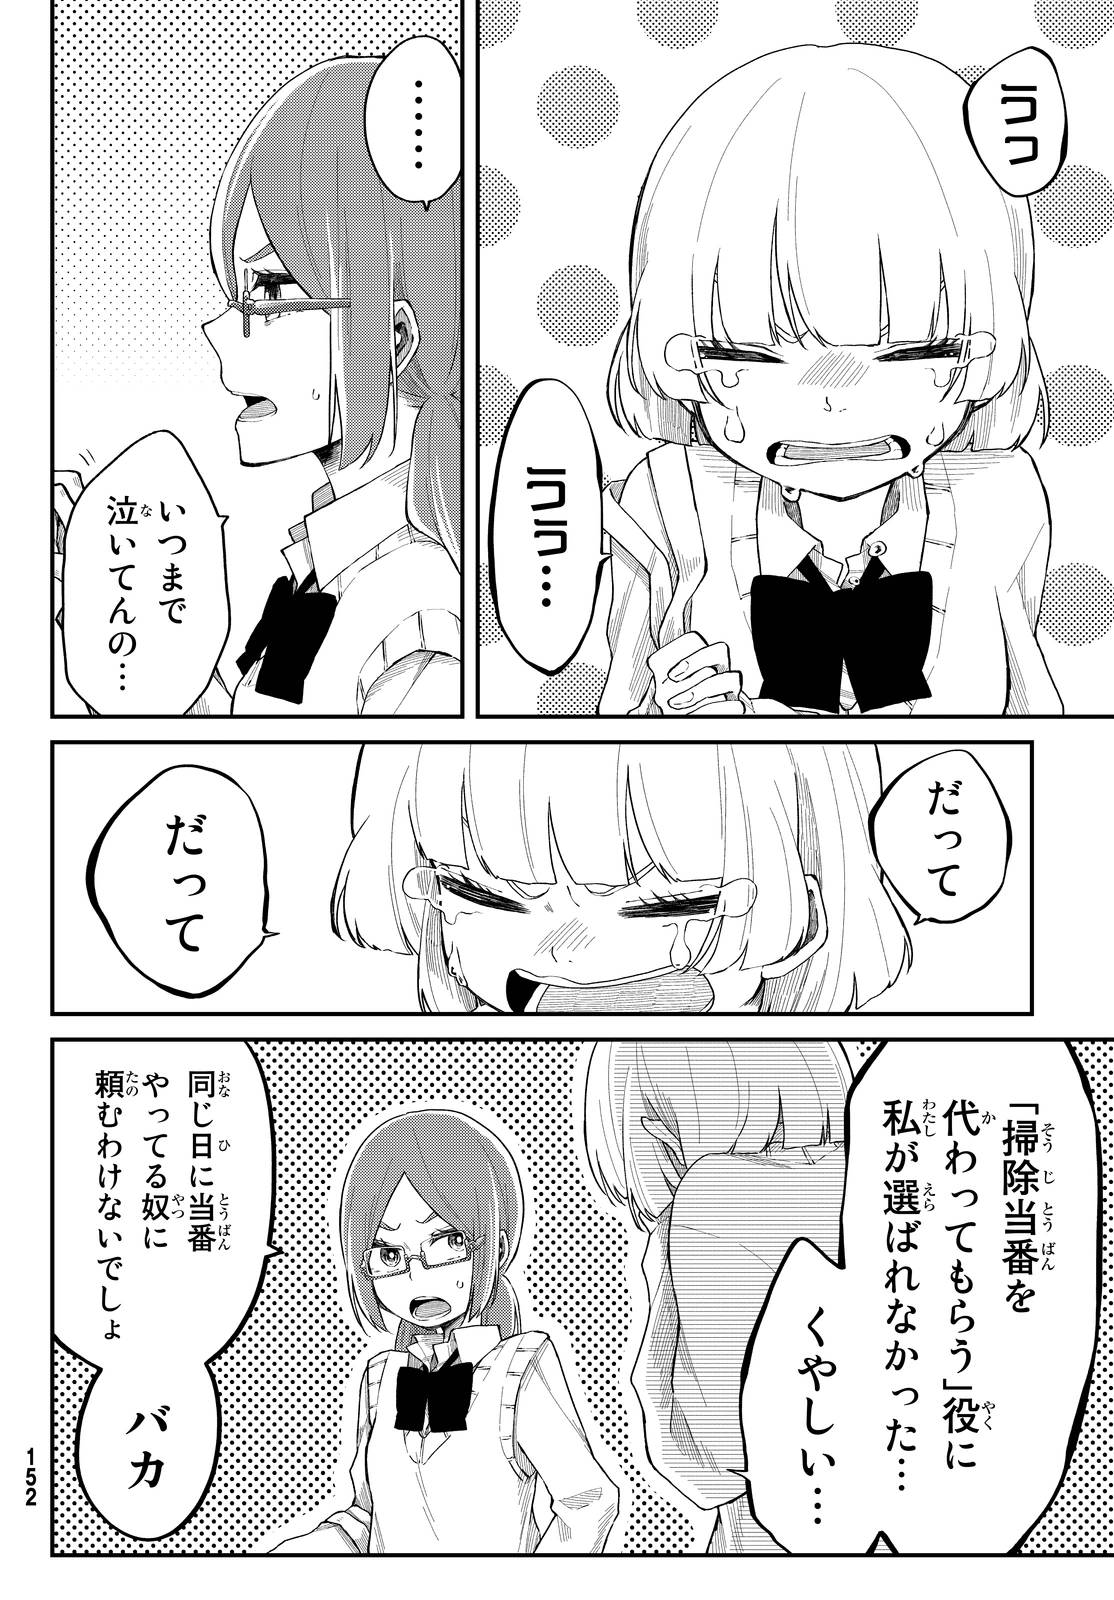 うっ
うう…
……
いつまで
泣いてんの…
だって
だって
「掃除当番を
代わってもらう」役に
私が選ばれなかった…
くやしい…
同じ日に当番
やってる奴に
頼むわけないでしょ
バカ
152